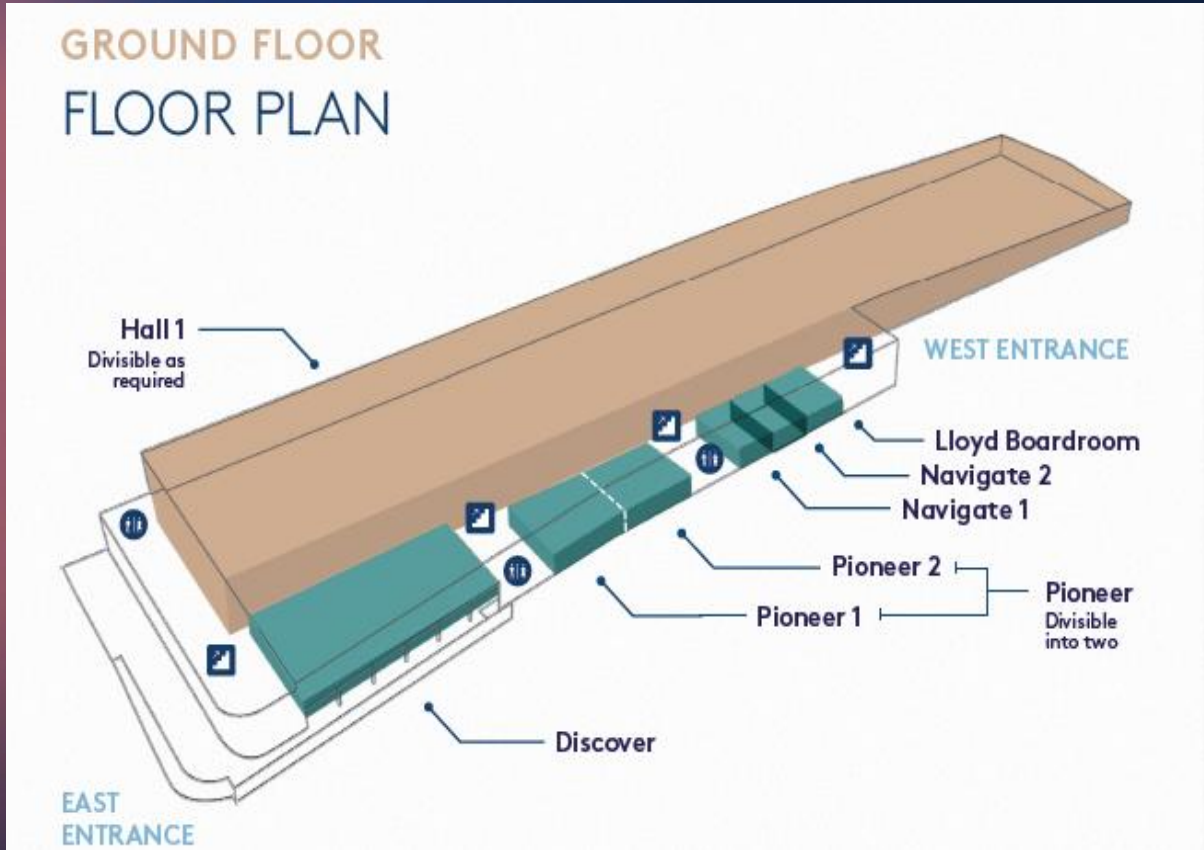 GROUND FLOOR
FLOOR PLAN
Hall 1
Divisible as
required
WEST ENTRANCE
Lloyd Boardroom
Navigate 2
Navigate 1
Pioneer 2
Pioneer 1
Pioneer
Divisible
into two
Discover
EAST
ENTRANCE